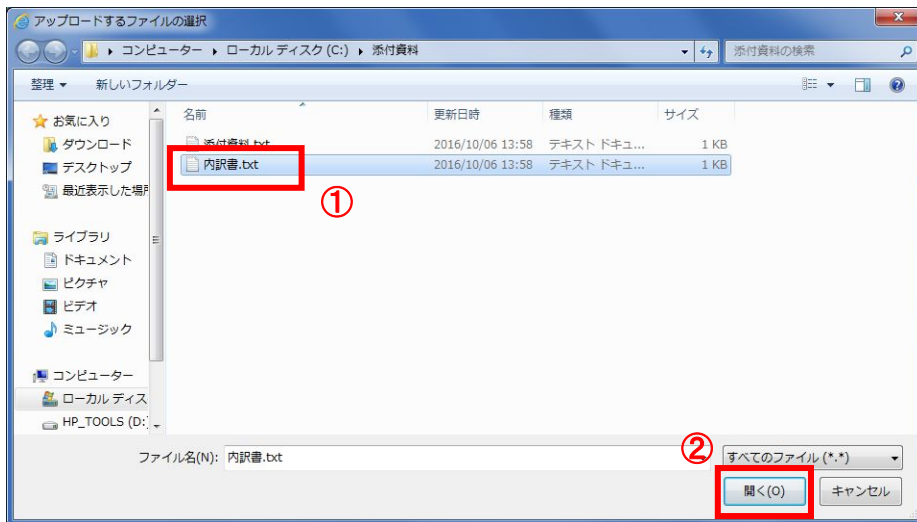 アップロードするファイルの選択
コンピューター ▸ ローカル ディスク (C:) ▸ 添付資料
添付資料の検索
整理 ▼ 新しいフォルダー
名前 更新日時 種類 サイズ
添付資料.txt 2016/10/06 13:58 テキスト ドキュ... 1 KB
内訳書.txt 2016/10/06 13:58 テキスト ドキュ... 1 KB
①
お気に入り
ダウンロード
デスクトップ
最近表示した場所
ライブラリ
ドキュメント
ピクチャ
ビデオ
ミュージック
コンピューター
ローカル ディス
HP_TOOLS (D:)
ファイル名(N): 内訳書.txt
②
すべてのファイル (*.*)
開く(O) キャンセル